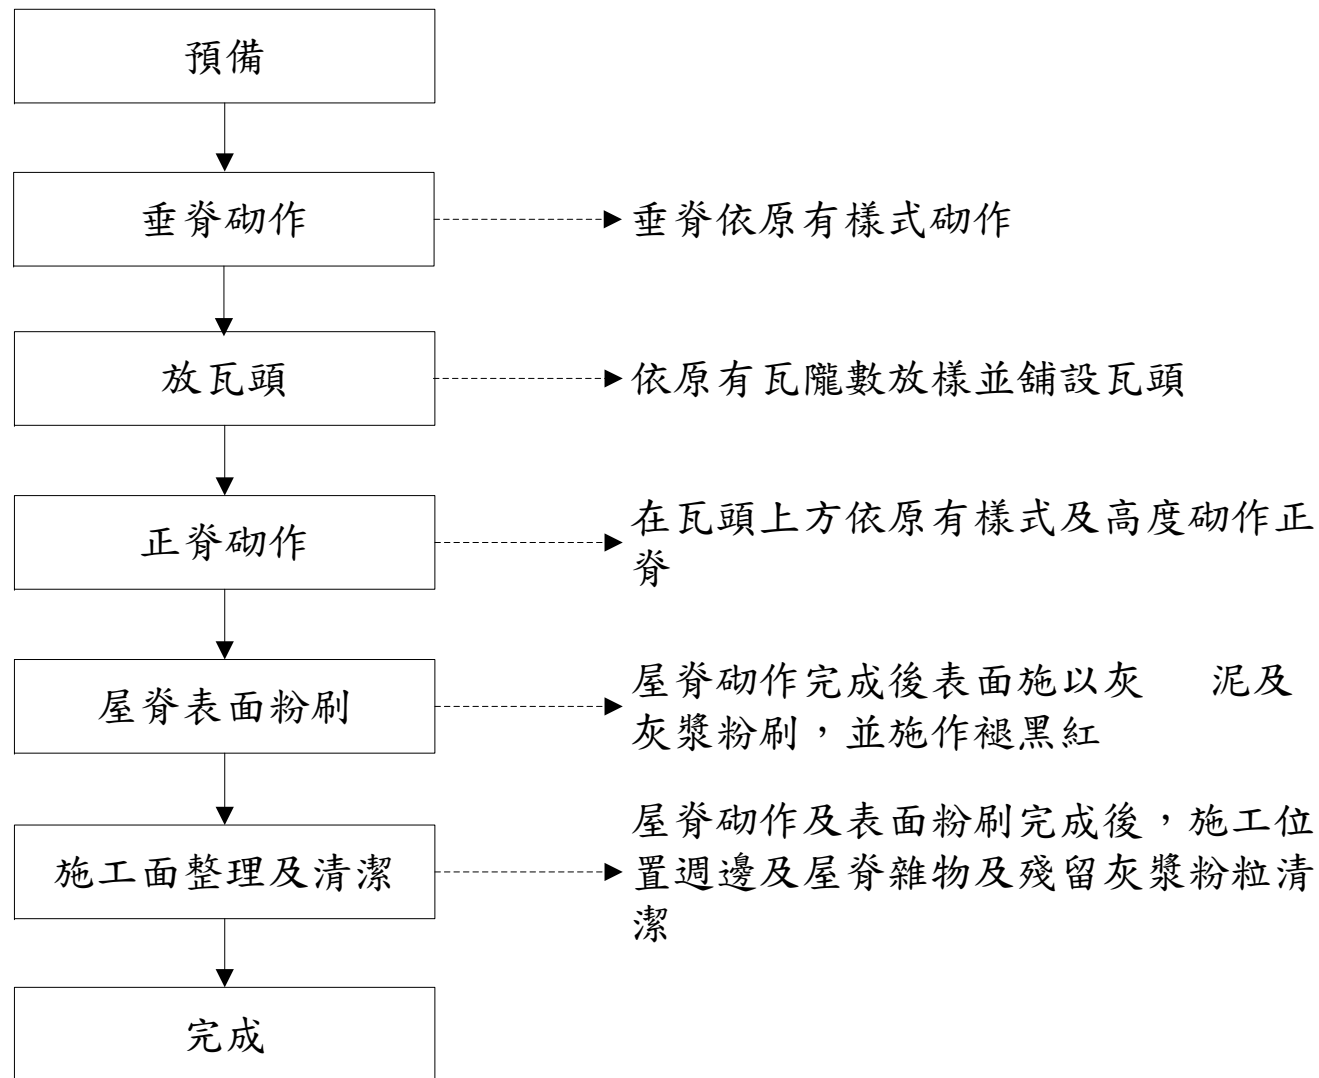 預備
垂脊砌作
垂脊依原有樣式砌作
放瓦頭
依原有瓦隴數放樣並舖設瓦頭
正脊砌作
在瓦頭上方依原有樣式及高度砌作正
脊
屋脊表面粉刷
屋脊砌作完成後表面施以灰　泥及
灰漿粉刷，並施作褪黑紅
施工面整理及清潔
屋脊砌作及表面粉刷完成後，施工位
置週邊及屋脊雜物及殘留灰漿粉粒清
潔
完成